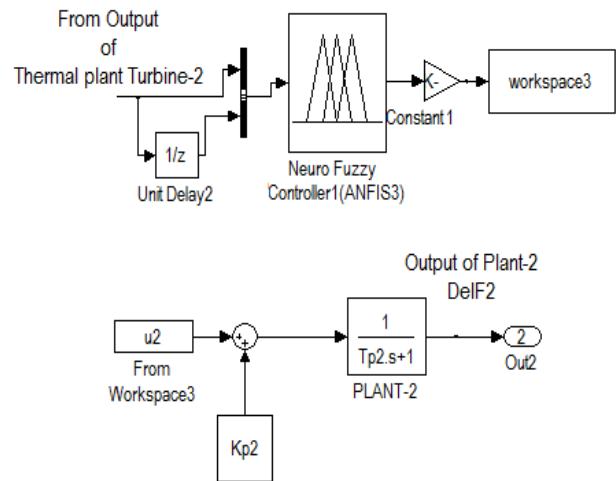 From Output
of
Thermal plant Turbine-2
1/z
Unit Delay2
Neuro Fuzzy
Controller1(ANFIS3)
K-
Constant 1
workspace3
Output of Plant-2
DelF2
u2
From
Workspace3
++
Kp2
1
Tp2.s+1
PLANT-2
2
Out2